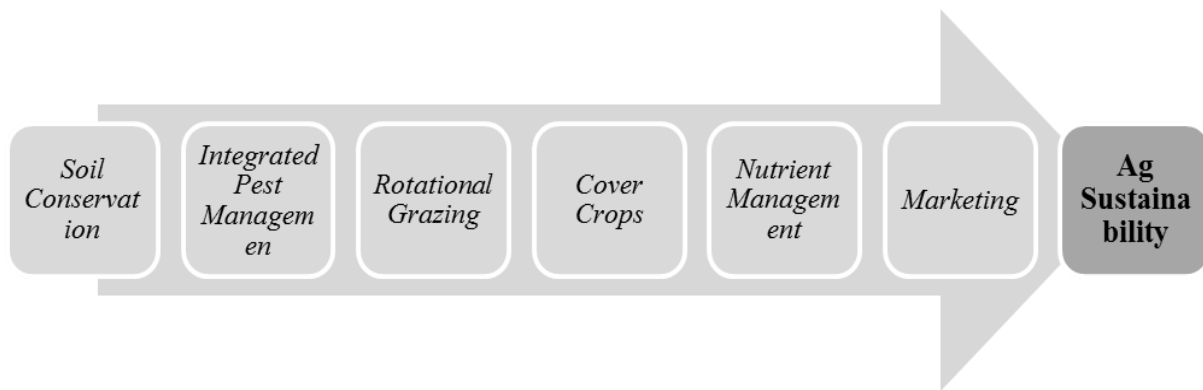 Soil
Conservat
ion
Integrated
Pest
Managem
en
Rotational
Grazing
Cover
Crops
Nutrient
Managem
ent
Marketing
Ag
Sustaina
bility